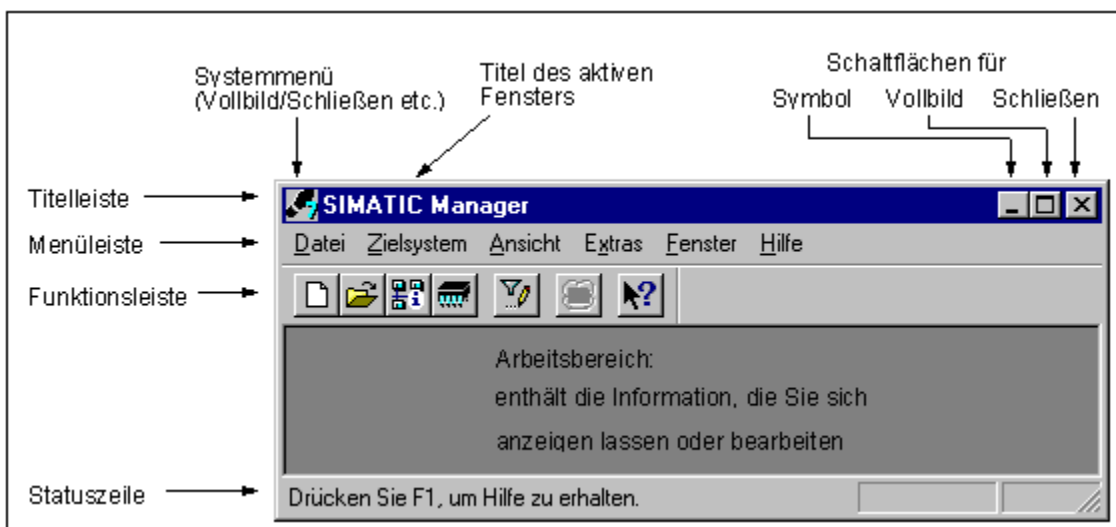 Systemmenü
(Vollbild/Schließen etc.)
Titel des aktiven
Fensters
Schaltflächen für
Symbol Vollbild Schließen
Titelleiste
SIMATIC Manager
Menüleiste
Datei Zielsystem Ansicht Extras Fenster Hilfe
Funktionsleiste
Arbeitsbereich:
enthält die Information, die Sie sich
anzeigen lassen oder bearbeiten
Statuszeile
Drücken Sie F1, um Hilfe zu erhalten.